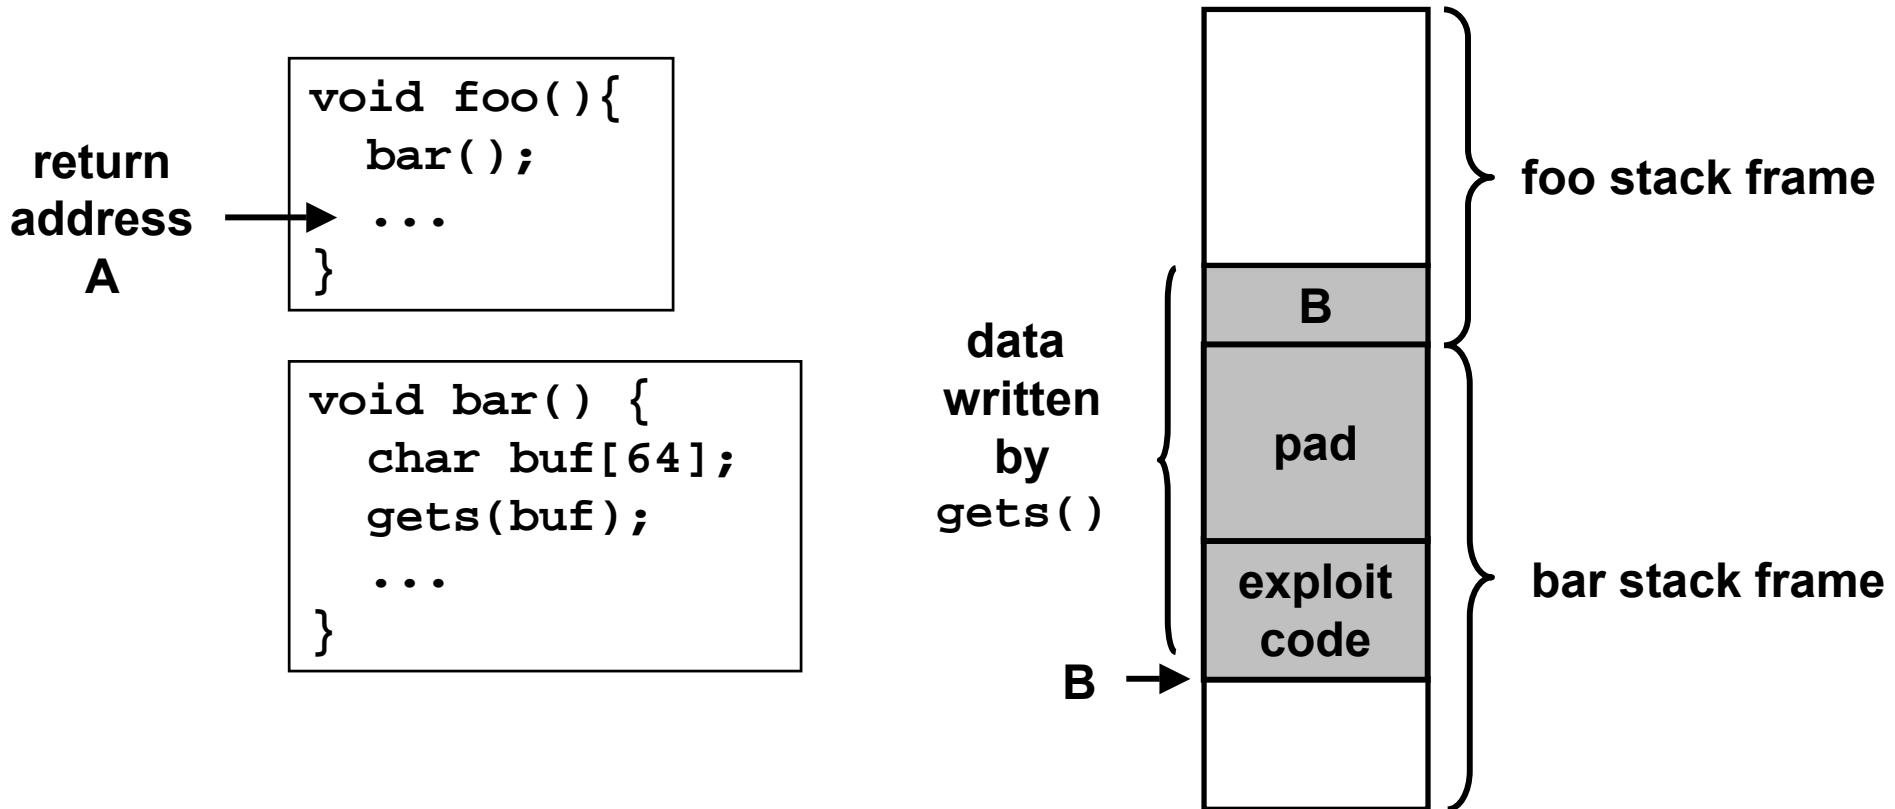 return
address
A
void foo(){
  bar();
  ...
}
void bar() {
  char buf[64];
  gets(buf);
  ...
}
data
written
by
gets()
B
B
pad
exploit
code
foo stack frame
bar stack frame